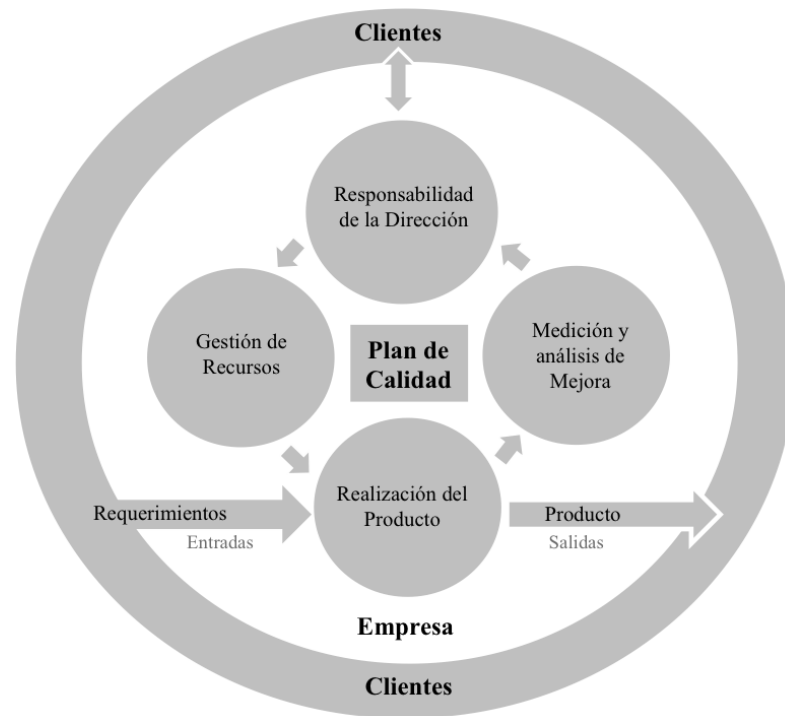 Clientes
Responsabilidad
de la Dirección
Gestión de
Recursos
Plan de
Calidad
Medición y
análisis de
Mejora
Realización del
Producto
Requerimientos
Entradas
Producto
Salidas
Empresa
Clientes